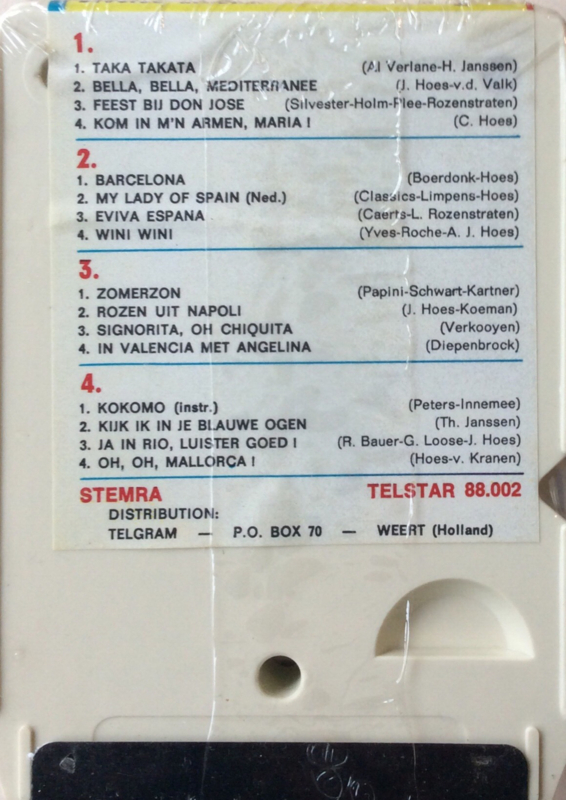 1.
1. TAKA TAKATA (Al Verlane-H. Janssen)
2. BELLA, BELLA, MEDITERRANEE (J. Hoes-v.d. Valk)
3. FEEST BIJ DON JOSE (Silvester-Holm-Plee-Rozenstraten)
4. KOM IN M'N ARMEN, MARIA ! (C. Hoes)
2.
1. BARCELONA (Boerdonk-Hoes)
2. MY LADY OF SPAIN (Ned.) (Classics-Limpens-Hoes)
3. EVIVA ESPANA (Caerts-L. Rozenstraten)
4. WINI WINI (Yves-Roche-A. J. Hoes)
3.
1. ZOMERZON (Papini-Schwart-Kartner)
2. ROZEN UIT NAPOLI (J. Hoes-Koeman)
3. SIGNORITA, OH CHIQUITA (Verkooyen)
4. IN VALENCIA MET ANGELINA (Diepenbrock)
4.
1. KOKOMO (instr.) (Peters-Innemee)
2. KIJK IK IN JE BLAUWE OGEN (Th. Janssen)
3. JA IN RIO, LUISTER GOED ! (R. Bauer-G. Loose-J. Hoes)
4. OH, OH, MALLORCA ! (Hoes-v. Kranen)
STEMRA TELSTAR 88.002
DISTRIBUTION:
TELGRAM — P.O. BOX 70 — WEERT (Holland)